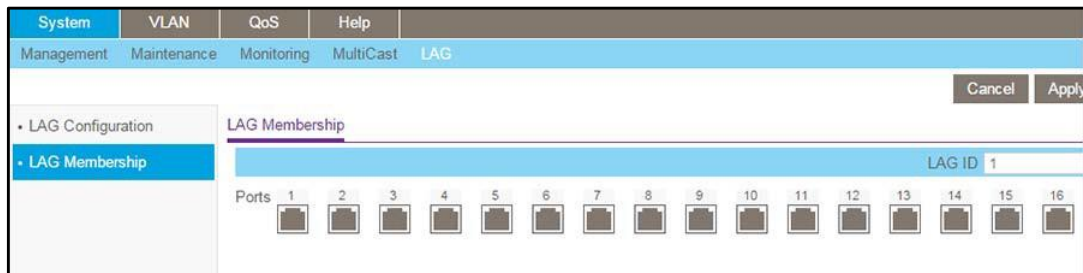 System VLAN QoS Help
Management Maintenance Monitoring MultiCast LAG
Cancel Apply
• LAG Configuration
LAG Membership
• LAG Membership
LAG ID 1
Ports 1 2 3 4 5 6 7 8 9 10 11 12 13 14 15 16